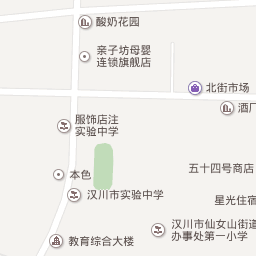 酸奶花园
亲子坊母婴
连锁旗舰店
北街市场
酒厂
服饰店注
实验中学
五十四号商店
本色
汉川市实验中学
星光住宿
汉川市仙女山街道
办事处第一小学
教育综合大楼